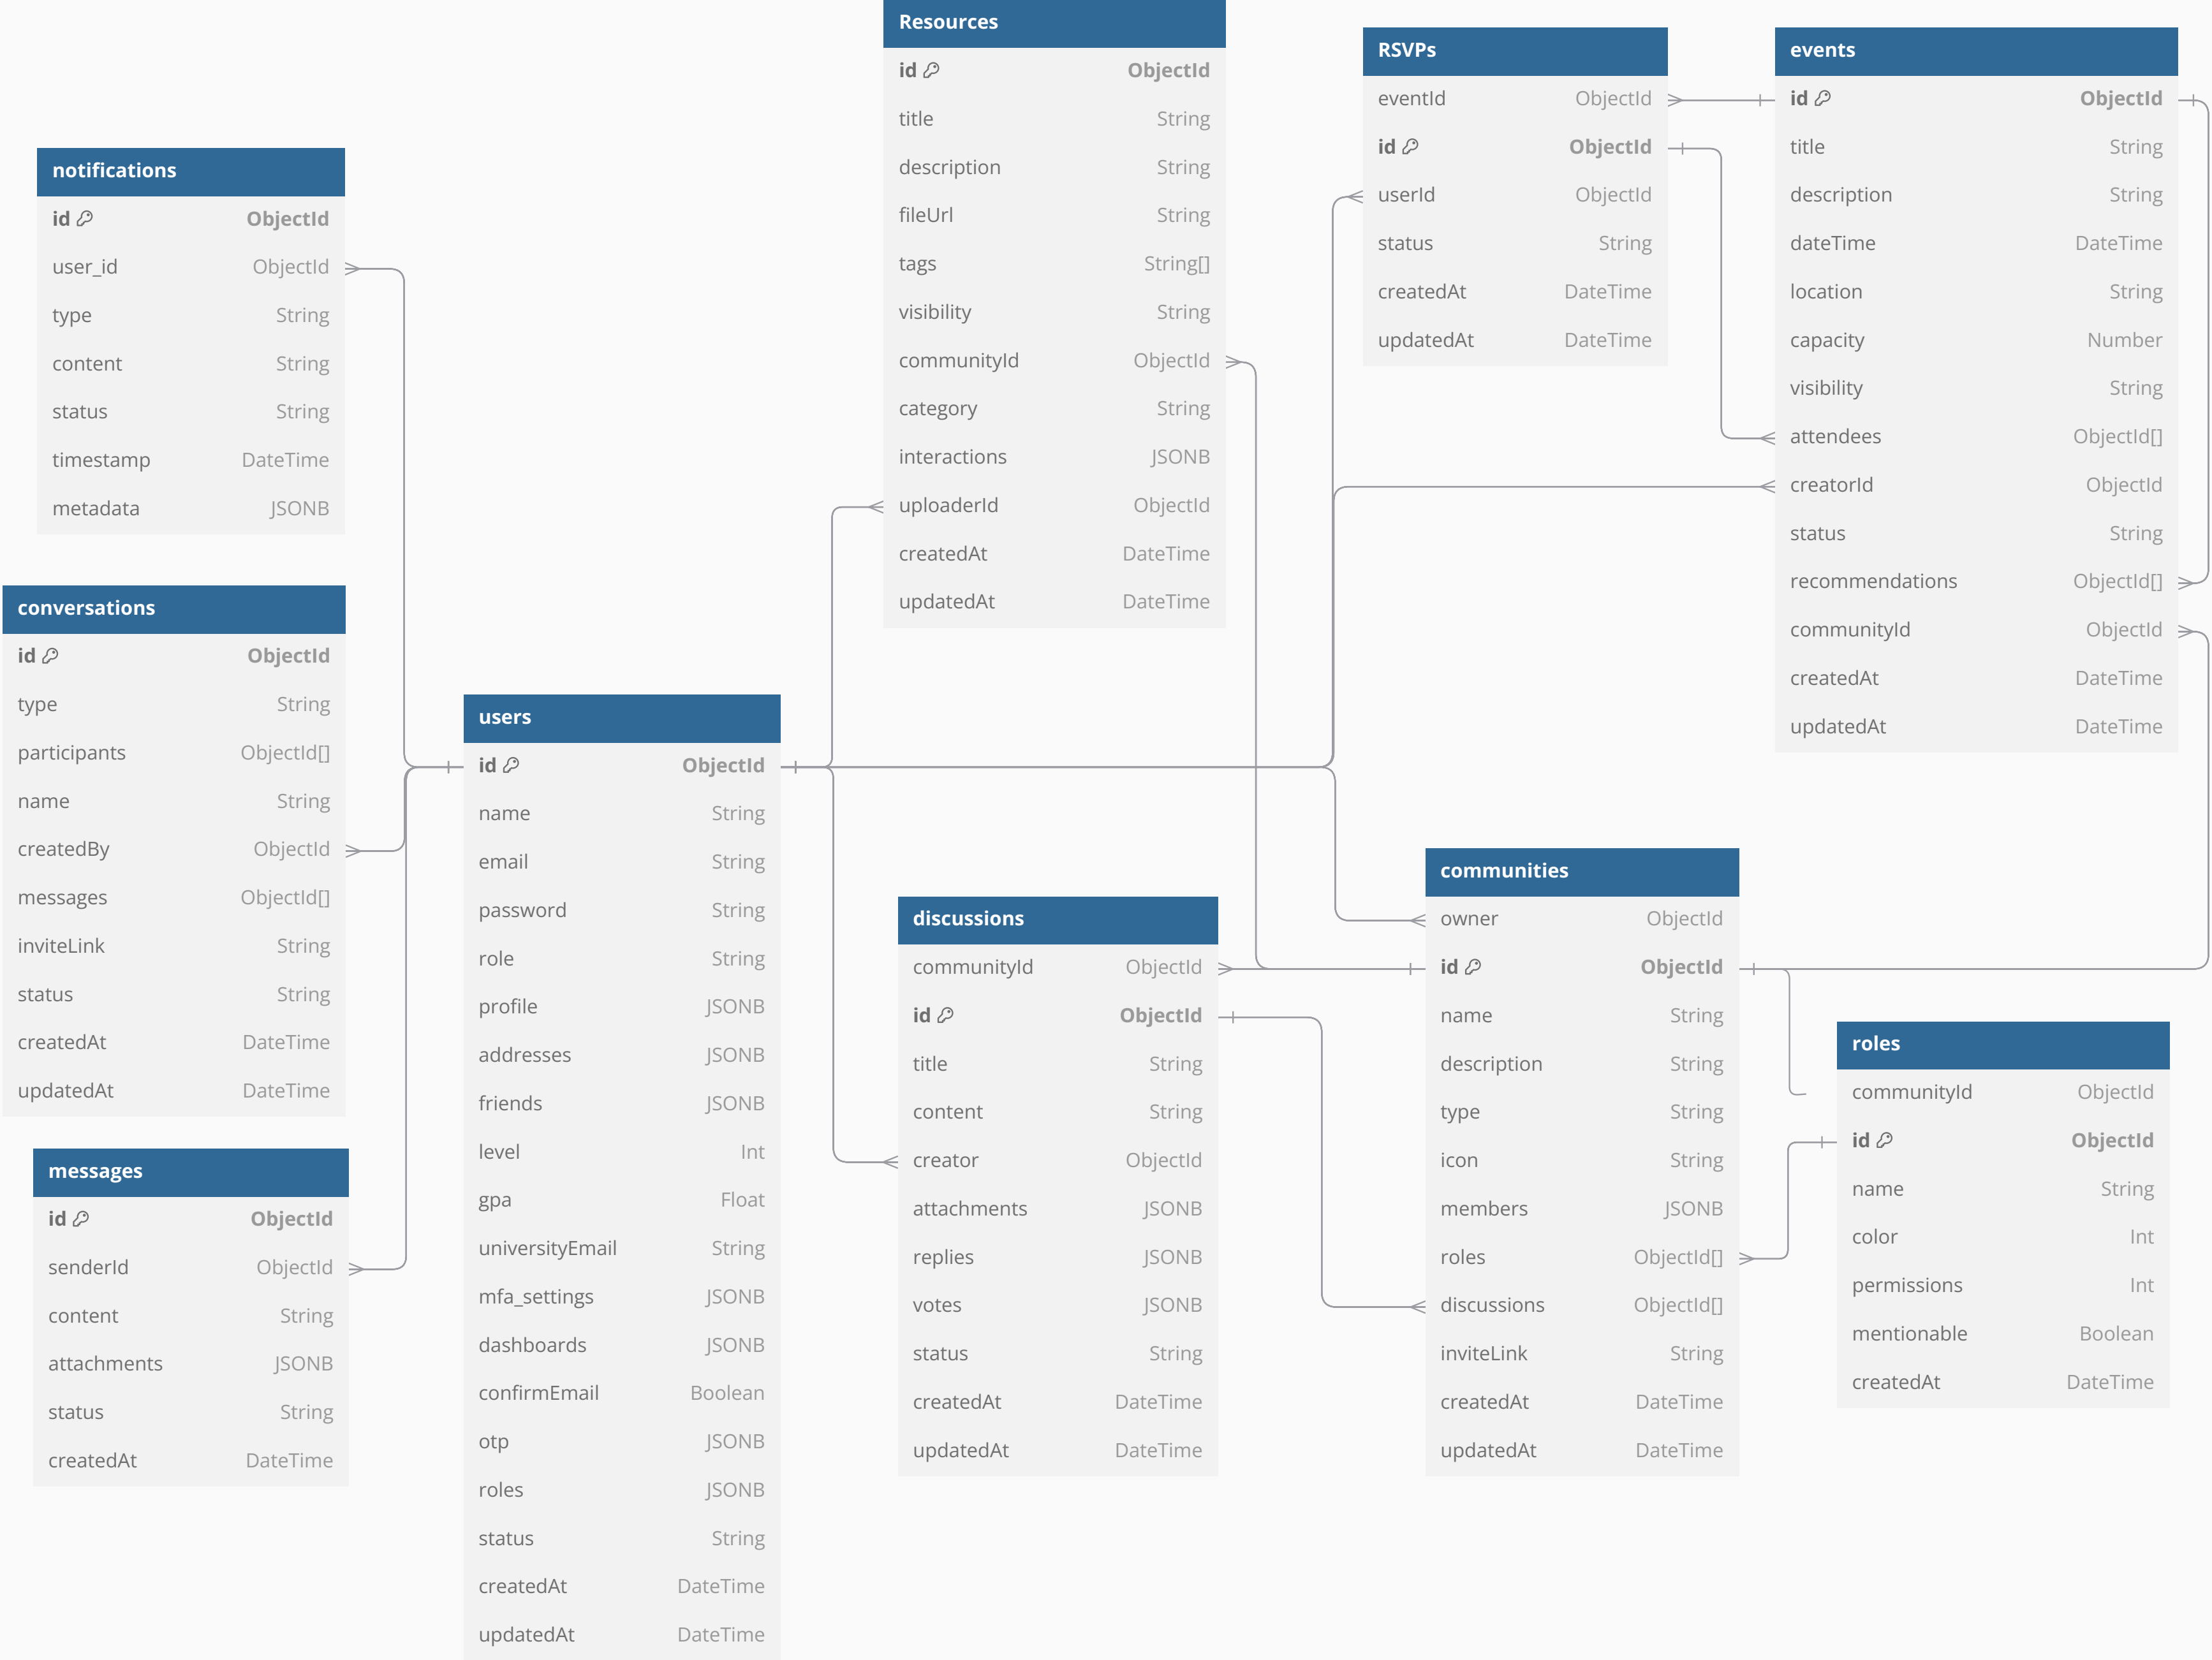 Resources
id ObjectId
title String
description String
fileUrl String
tags String[]
visibility String
communityId ObjectId
category String
interactions JSONB
uploaderId ObjectId
createdAt DateTime
updatedAt DateTime
RSVPs
eventId ObjectId
id ObjectId
userId ObjectId
status String
createdAt DateTime
updatedAt DateTime
events
id ObjectId
title String
description String
dateTime DateTime
location String
capacity Number
visibility String
attendees ObjectId[]
creatorId ObjectId
status String
recommendations ObjectId[]
communityId ObjectId
createdAt DateTime
updatedAt DateTime
notifications
id ObjectId
user_id ObjectId
type String
content String
status String
timestamp DateTime
metadata JSONB
conversations
id ObjectId
type String
participants ObjectId[]
name String
createdBy ObjectId
messages ObjectId[]
inviteLink String
status String
createdAt DateTime
updatedAt DateTime
users
id ObjectId
name String
email String
password String
role String
profile JSONB
addresses JSONB
friends JSONB
level Int
gpa Float
universityEmail String
mfa_settings JSONB
dashboards JSONB
confirmEmail Boolean
otp JSONB
roles JSONB
status String
createdAt DateTime
updatedAt DateTime
discussions
communityId ObjectId
id ObjectId
title String
content String
creator ObjectId
attachments JSONB
replies JSONB
votes JSONB
status String
createdAt DateTime
updatedAt DateTime
communities
owner ObjectId
id ObjectId
name String
description String
type String
icon String
members JSONB
roles ObjectId[]
discussions ObjectId[]
inviteLink String
createdAt DateTime
updatedAt DateTime
roles
communityId ObjectId
id ObjectId
name String
color Int
permissions Int
mentionable Boolean
createdAt DateTime
messages
id ObjectId
senderId ObjectId
content String
attachments JSONB
status String
createdAt DateTime